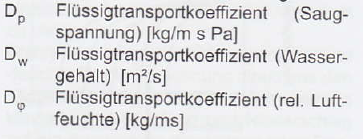 Dp Flüssigtransportkoeffizient (Saug-
spannung) [kg/m s Pa]
Dw Flüssigtransportkoeffizient (Wasser-
gehalt) [m²/s]
Dφ Flüssigtransportkoeffizient (rel. Luft-
feuchte) [kg/ms]